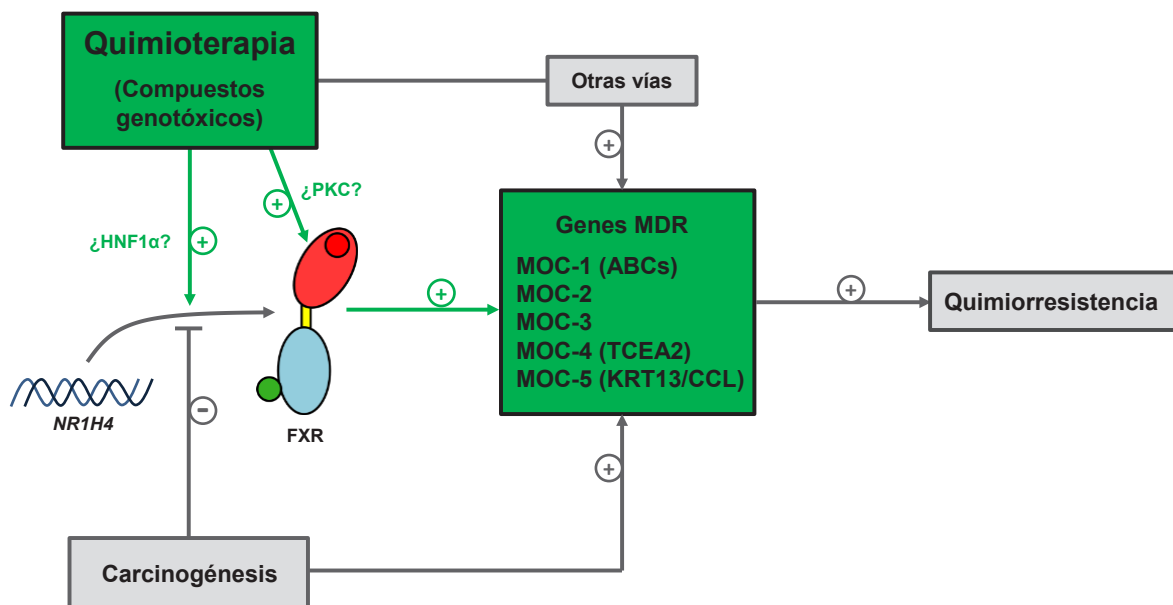 Quimioterapia
(Compuestos
genotóxicos)
Otras vías
+
¿PKC?
+
¿HNF1α?
+
Genes MDR
MOC-1 (ABCs)
MOC-2
MOC-3
MOC-4 (TCEA2)
MOC-5 (KRT13/CCL)
+
+
Quimiorresistencia
NR1H4
−
FXR
+
Carcinogénesis